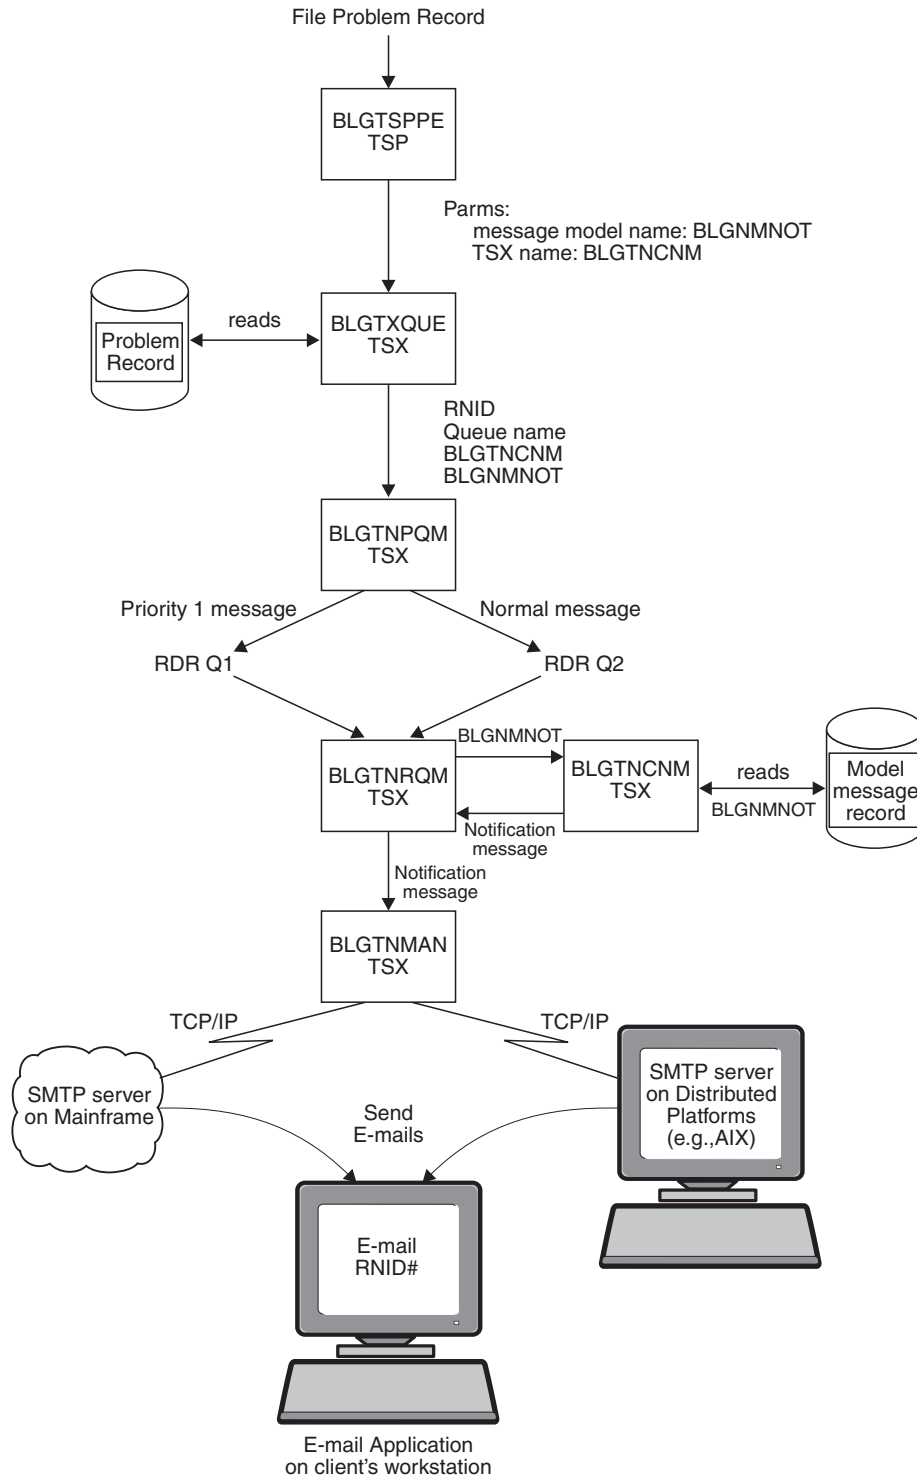 File Problem Record
BLGTSPPE
TSP
Parms:
message model name: BLGNMNOT
TSX name: BLGTNCNM
Problem
Record
reads
BLGTXQUE
TSX
RNID
Queue name
BLGTNCNM
BLGNMNOT
BLGTNPQM
TSX
Priority 1 message
Normal message
RDR Q1
RDR Q2
BLGTNRQM
TSX
BLGNMNOT
Notification
message
BLGTNCNM
TSX
reads
BLGNMNOT
Model
message
record
Notification
message
BLGTNMAN
TSX
TCP/IP
TCP/IP
SMTP server
on Mainframe
Send
E-mails
SMTP server
on Distributed
Platforms
(e.g.,AIX)
E-mail
RNID#
E-mail Application
on client's workstation